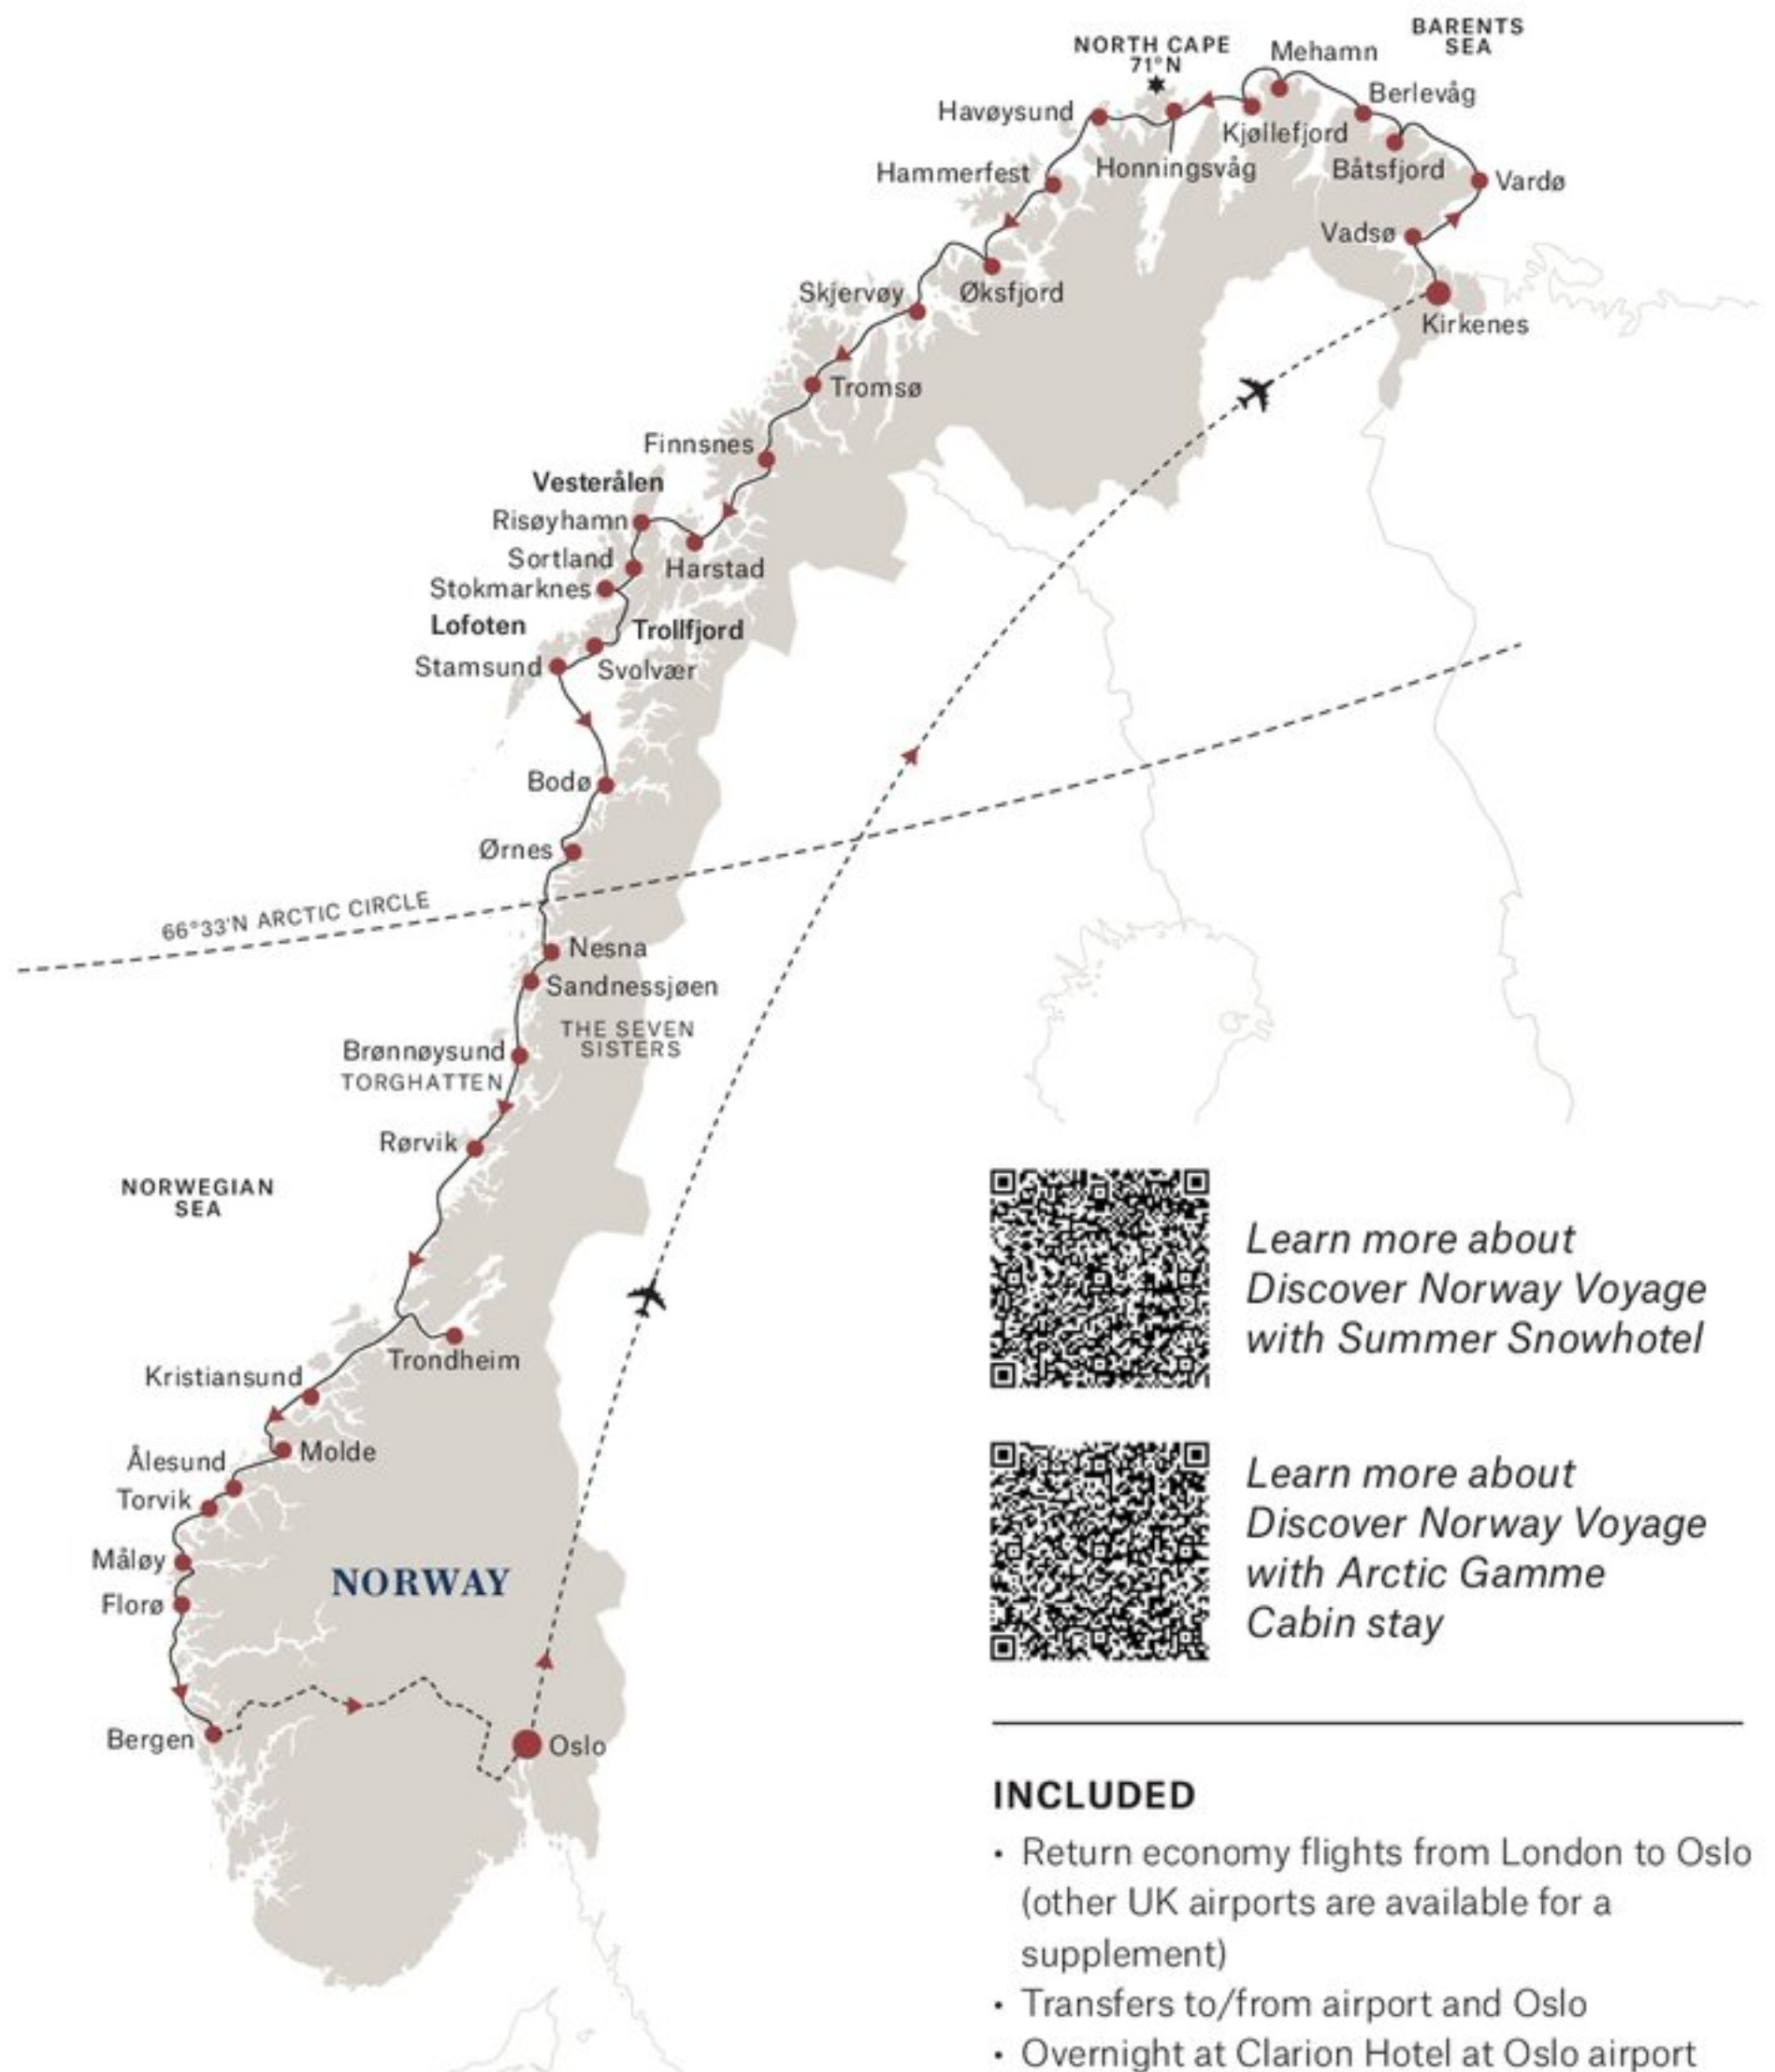 BARENTS
SEA
NORTH CAPE
71°N
Mehamn
Berlevåg
Havøysund
Kjøllefjord
Honningsvåg
Båtsfjord
Hammerfest
Vardø
Vadsø
Skjervøy
Øksfjord
Kirkenes
Tromsø
Finnsnes
Vesterålen
Risøyhamn
Sortland
Harstad
Stokmarknes
Lofoten
Trollfjord
Stamsund
Svolvær
Bodø
Ørnes
66°33'N ARCTIC CIRCLE
Nesna
Sandnessjøen
THE SEVEN
SISTERS
Brønnøysund
TORGHATTEN
Rørvik
NORWEGIAN
SEA
Trondheim
Kristiansund
Molde
Ålesund
Torvik
Måløy
Florø
NORWAY
Bergen
Oslo
Learn more about
Discover Norway Voyage
with Summer Snowhotel
Learn more about
Discover Norway Voyage
with Arctic Gamme
Cabin stay
INCLUDED
• Return economy flights from London to Oslo
(other UK airports are available for a
supplement)
• Transfers to/from airport and Oslo
• Overnight at Clarion Hotel at Oslo airport